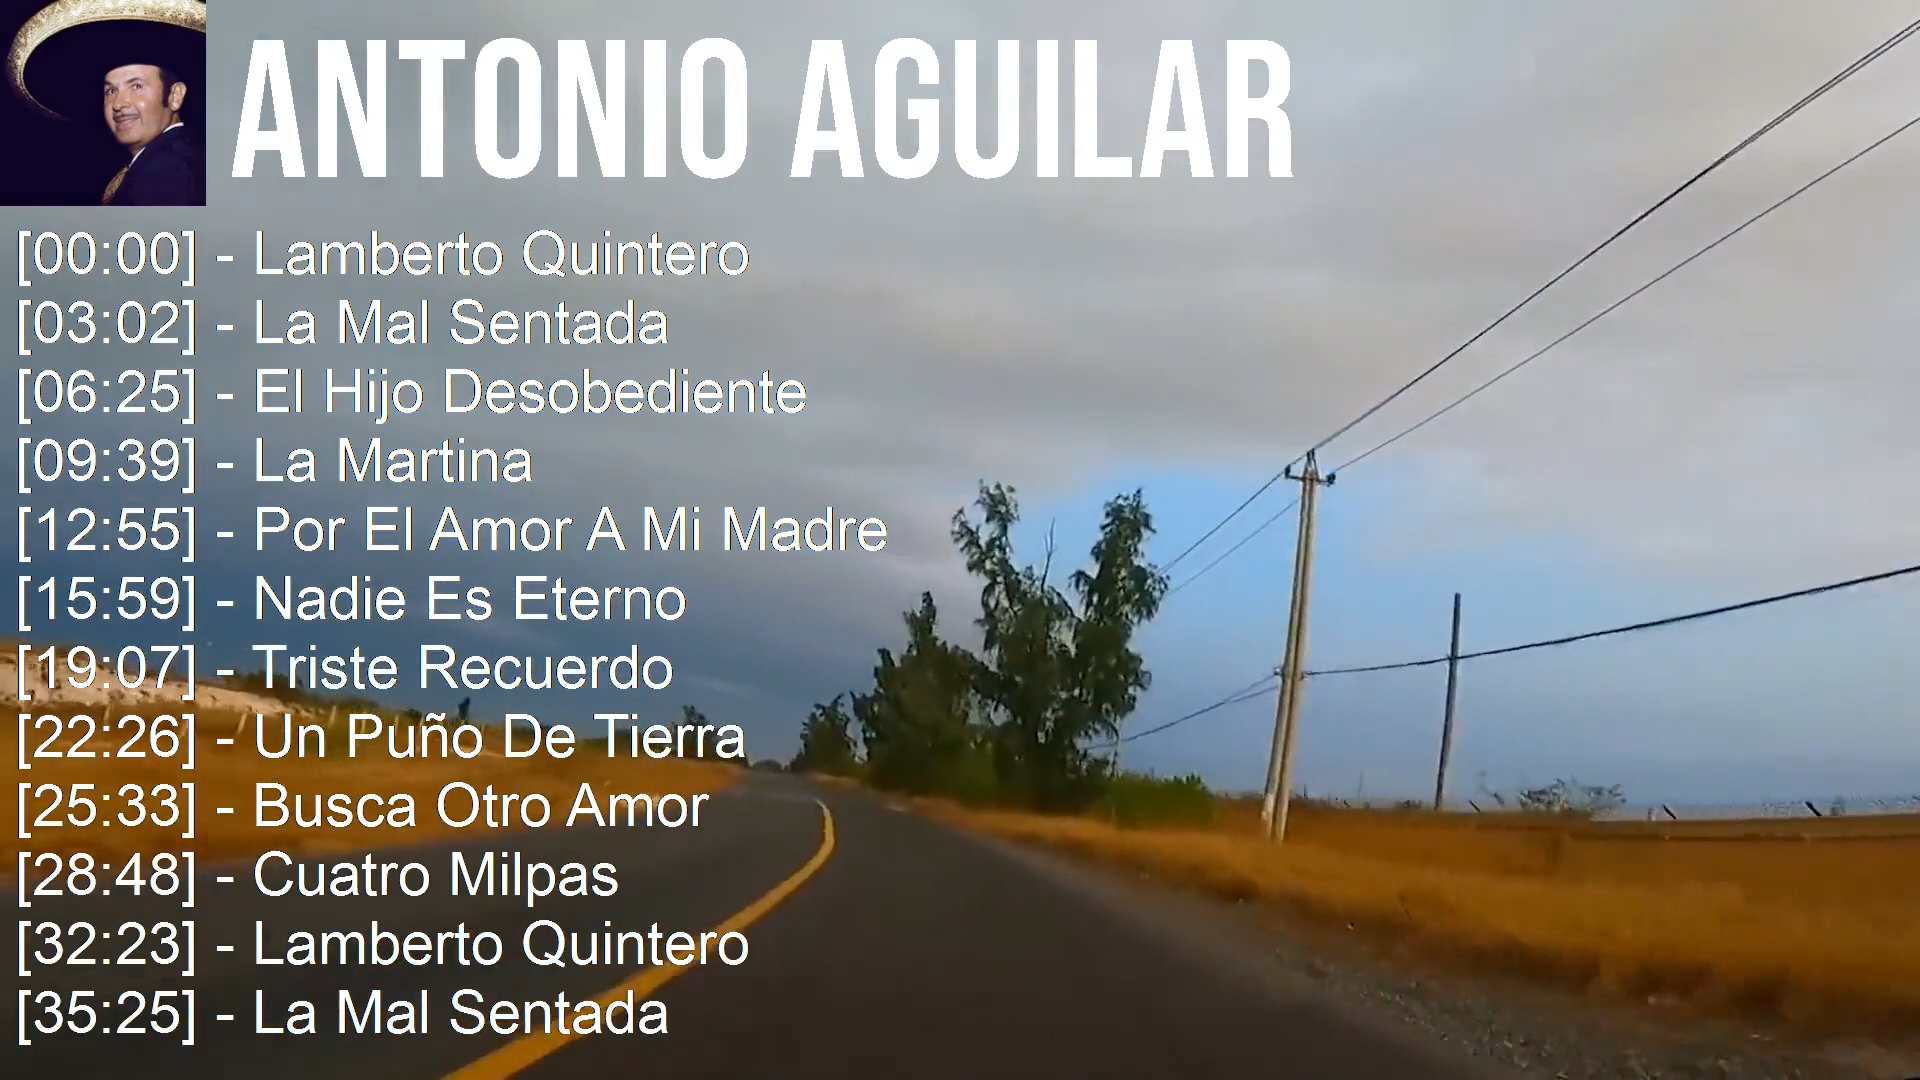 ANTONIO AGUILAR
[00:00] - Lamberto Quintero
[03:02] - La Mal Sentada
[06:25] - El Hijo Desobediente
[09:39] - La Martina
[12:55] - Por El Amor A Mi Madre
[15:59] - Nadie Es Eterno
[19:07] - Triste Recuerdo
[22:26] - Un Puño De Tierra
[25:33] - Busca Otro Amor
[28:48] - Cuatro Milpas
[32:23] - Lamberto Quintero
[35:25] - La Mal Sentada